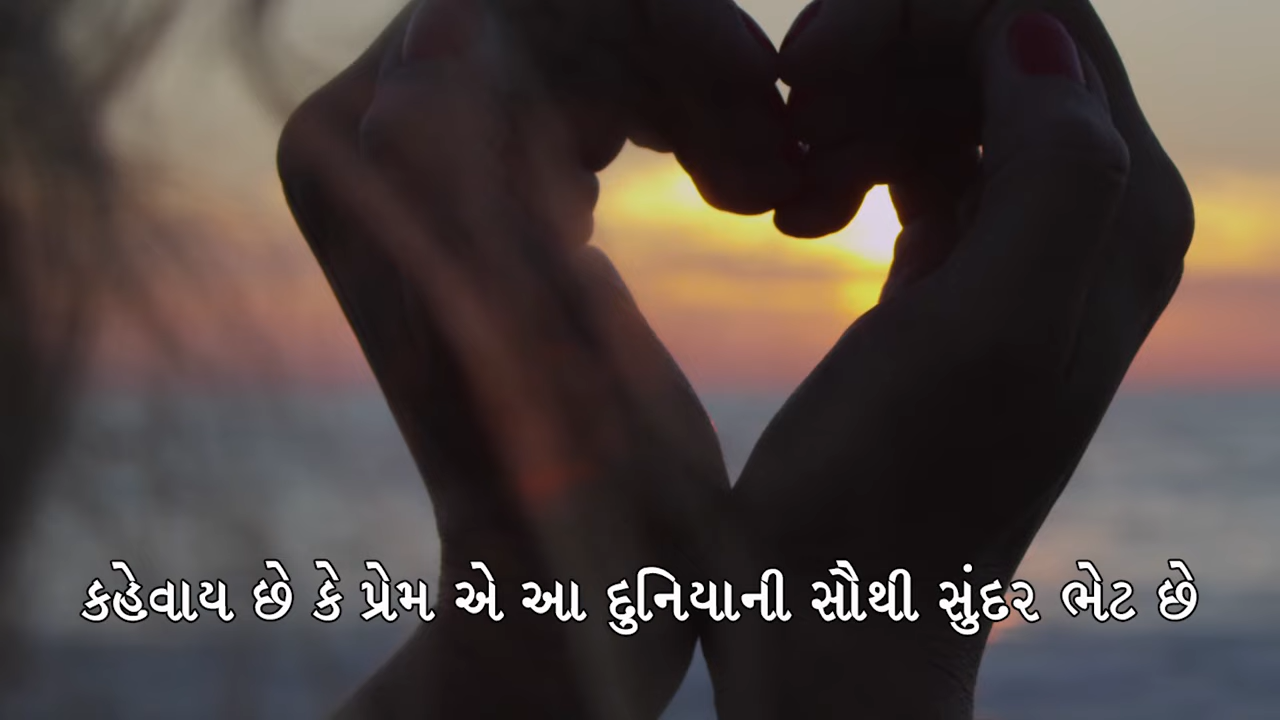 કહેવાય છે કે પ્રેમ એ આ દુનિયાની સૌથી સુંદર ભેટ છે